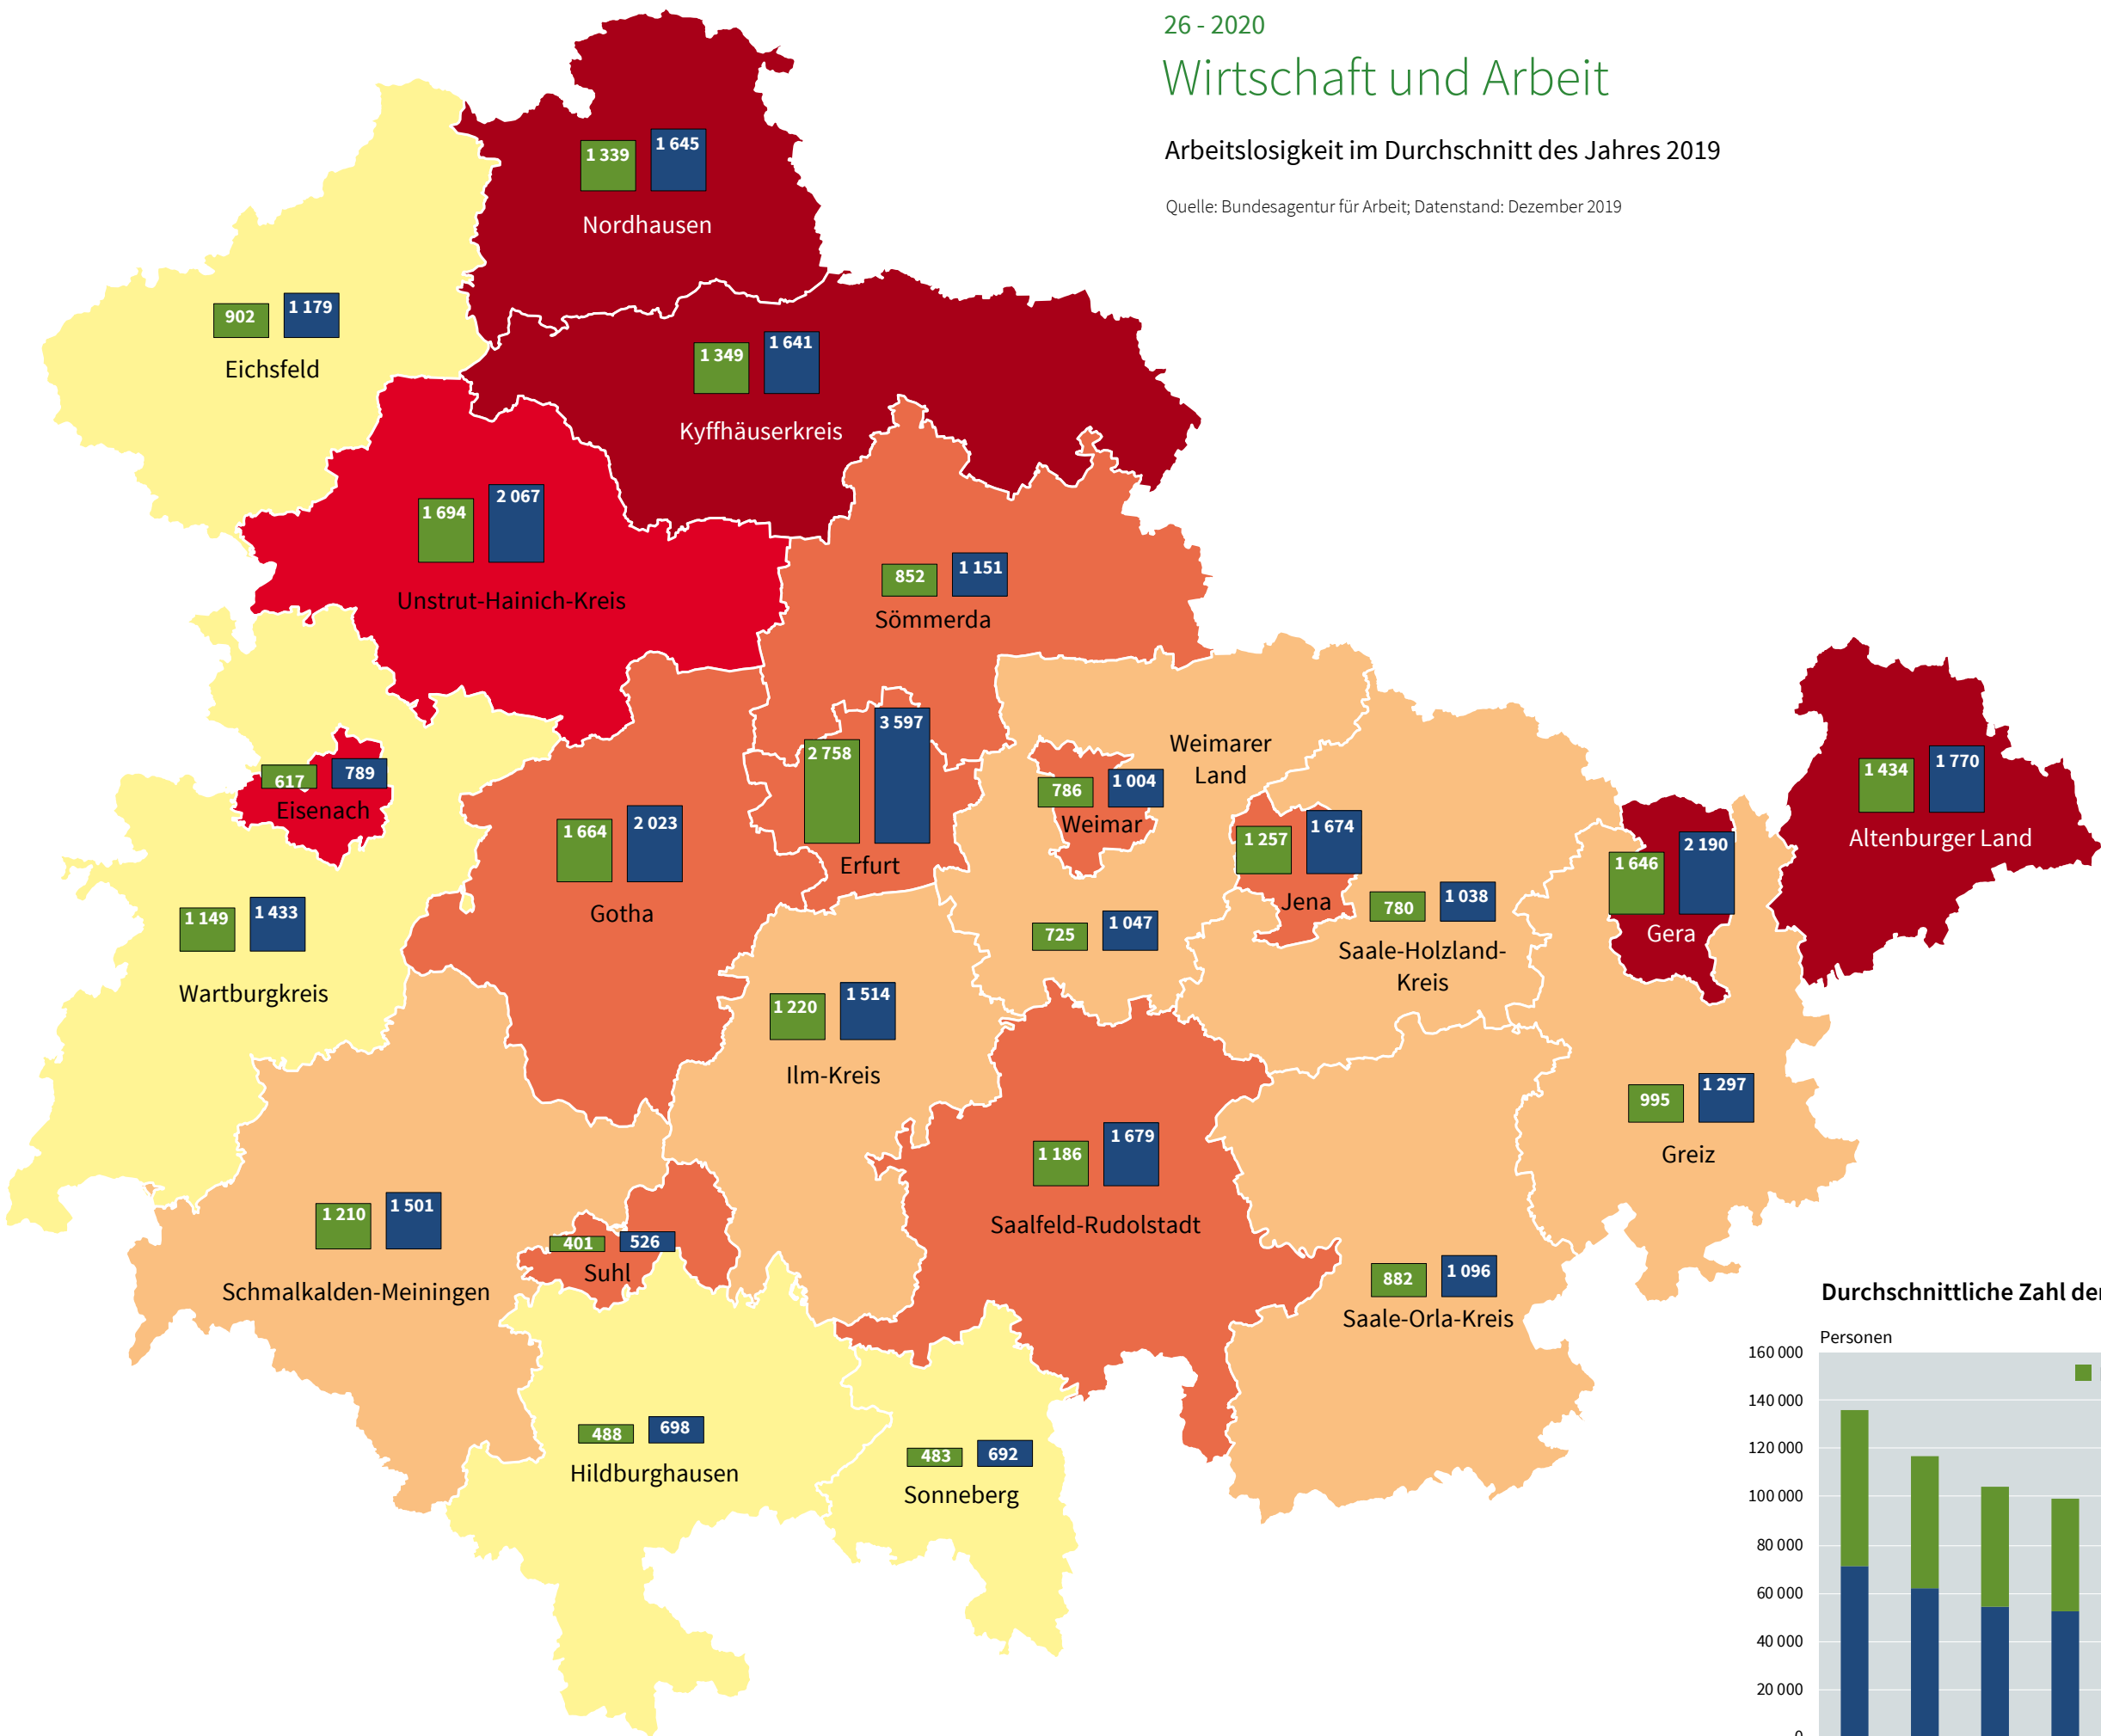 26 - 2020
Wirtschaft und Arbeit
Arbeitslosigkeit im Durchschnitt des Jahres 2019
Quelle: Bundesagentur für Arbeit; Datenstand: Dezember 2019
1 339 1 645
Nordhausen
902 1 179
Eichsfeld
1 349 1 641
Kyffhäuserkreis
1 694 2 067
Unstrut-Hainich-Kreis
852 1 151
Sömmerda
617 789
Eisenach
1 664 2 023
Gotha
2 758 3 597
Erfurt
Weimarer
Land
725 1 047
786 1 004
Weimar
1 257 1 674
Jena
780 1 038
Saale-Holzland-
Kreis
1 646 2 190
Gera
1 434 1 770
Altenburger Land
1 149 1 433
Wartburgkreis
1 220 1 514
Ilm-Kreis
995 1 297
Greiz
1 186 1 679
Saalfeld-Rudolstadt
1 210 1 501
Schmalkalden-Meiningen
401 526
Suhl
882 1 096
Saale-Orla-Kreis
488 698
Hildburghausen
483 692
Sonneberg
Durchschnittliche Zahl
Personen
160 000
140 000
120 000
100 000
80 000
60 000
40 000
20 000